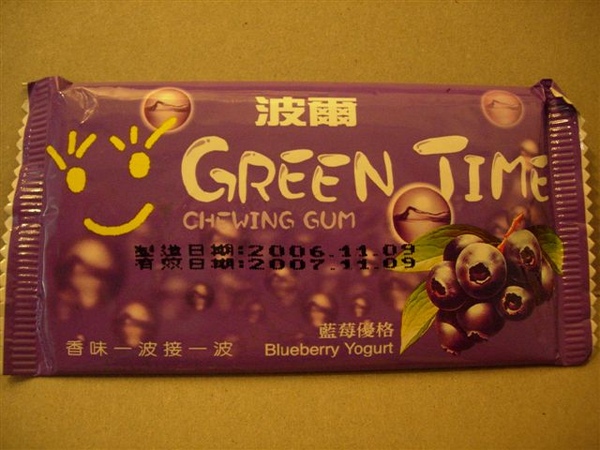 波爾
GREEN TIME
CHEWING GUM
製造日期:2006.11.09
有效日期:2007.11.09
藍莓優格
香味一波接一波
Blueberry Yogurt